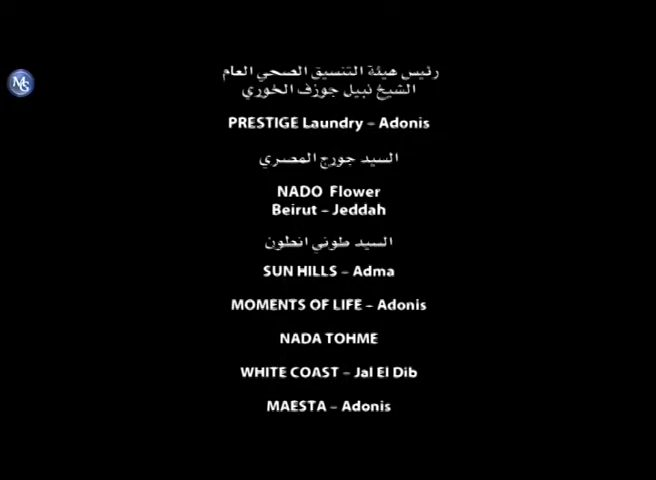 MS
رئيس هيئة التنسيق الصحي العام
الشيخ نبيل جوزف الخوري
PRESTIGE Laundry – Adonis
السيد جورج المصري
NADO Flower
Beirut – Jeddah
السيد طوني انطون
SUN HILLS – Adma
MOMENTS OF LIFE – Adonis
NADA TOHME
WHITE COAST – Jal El Dib
MAESTA – Adonis